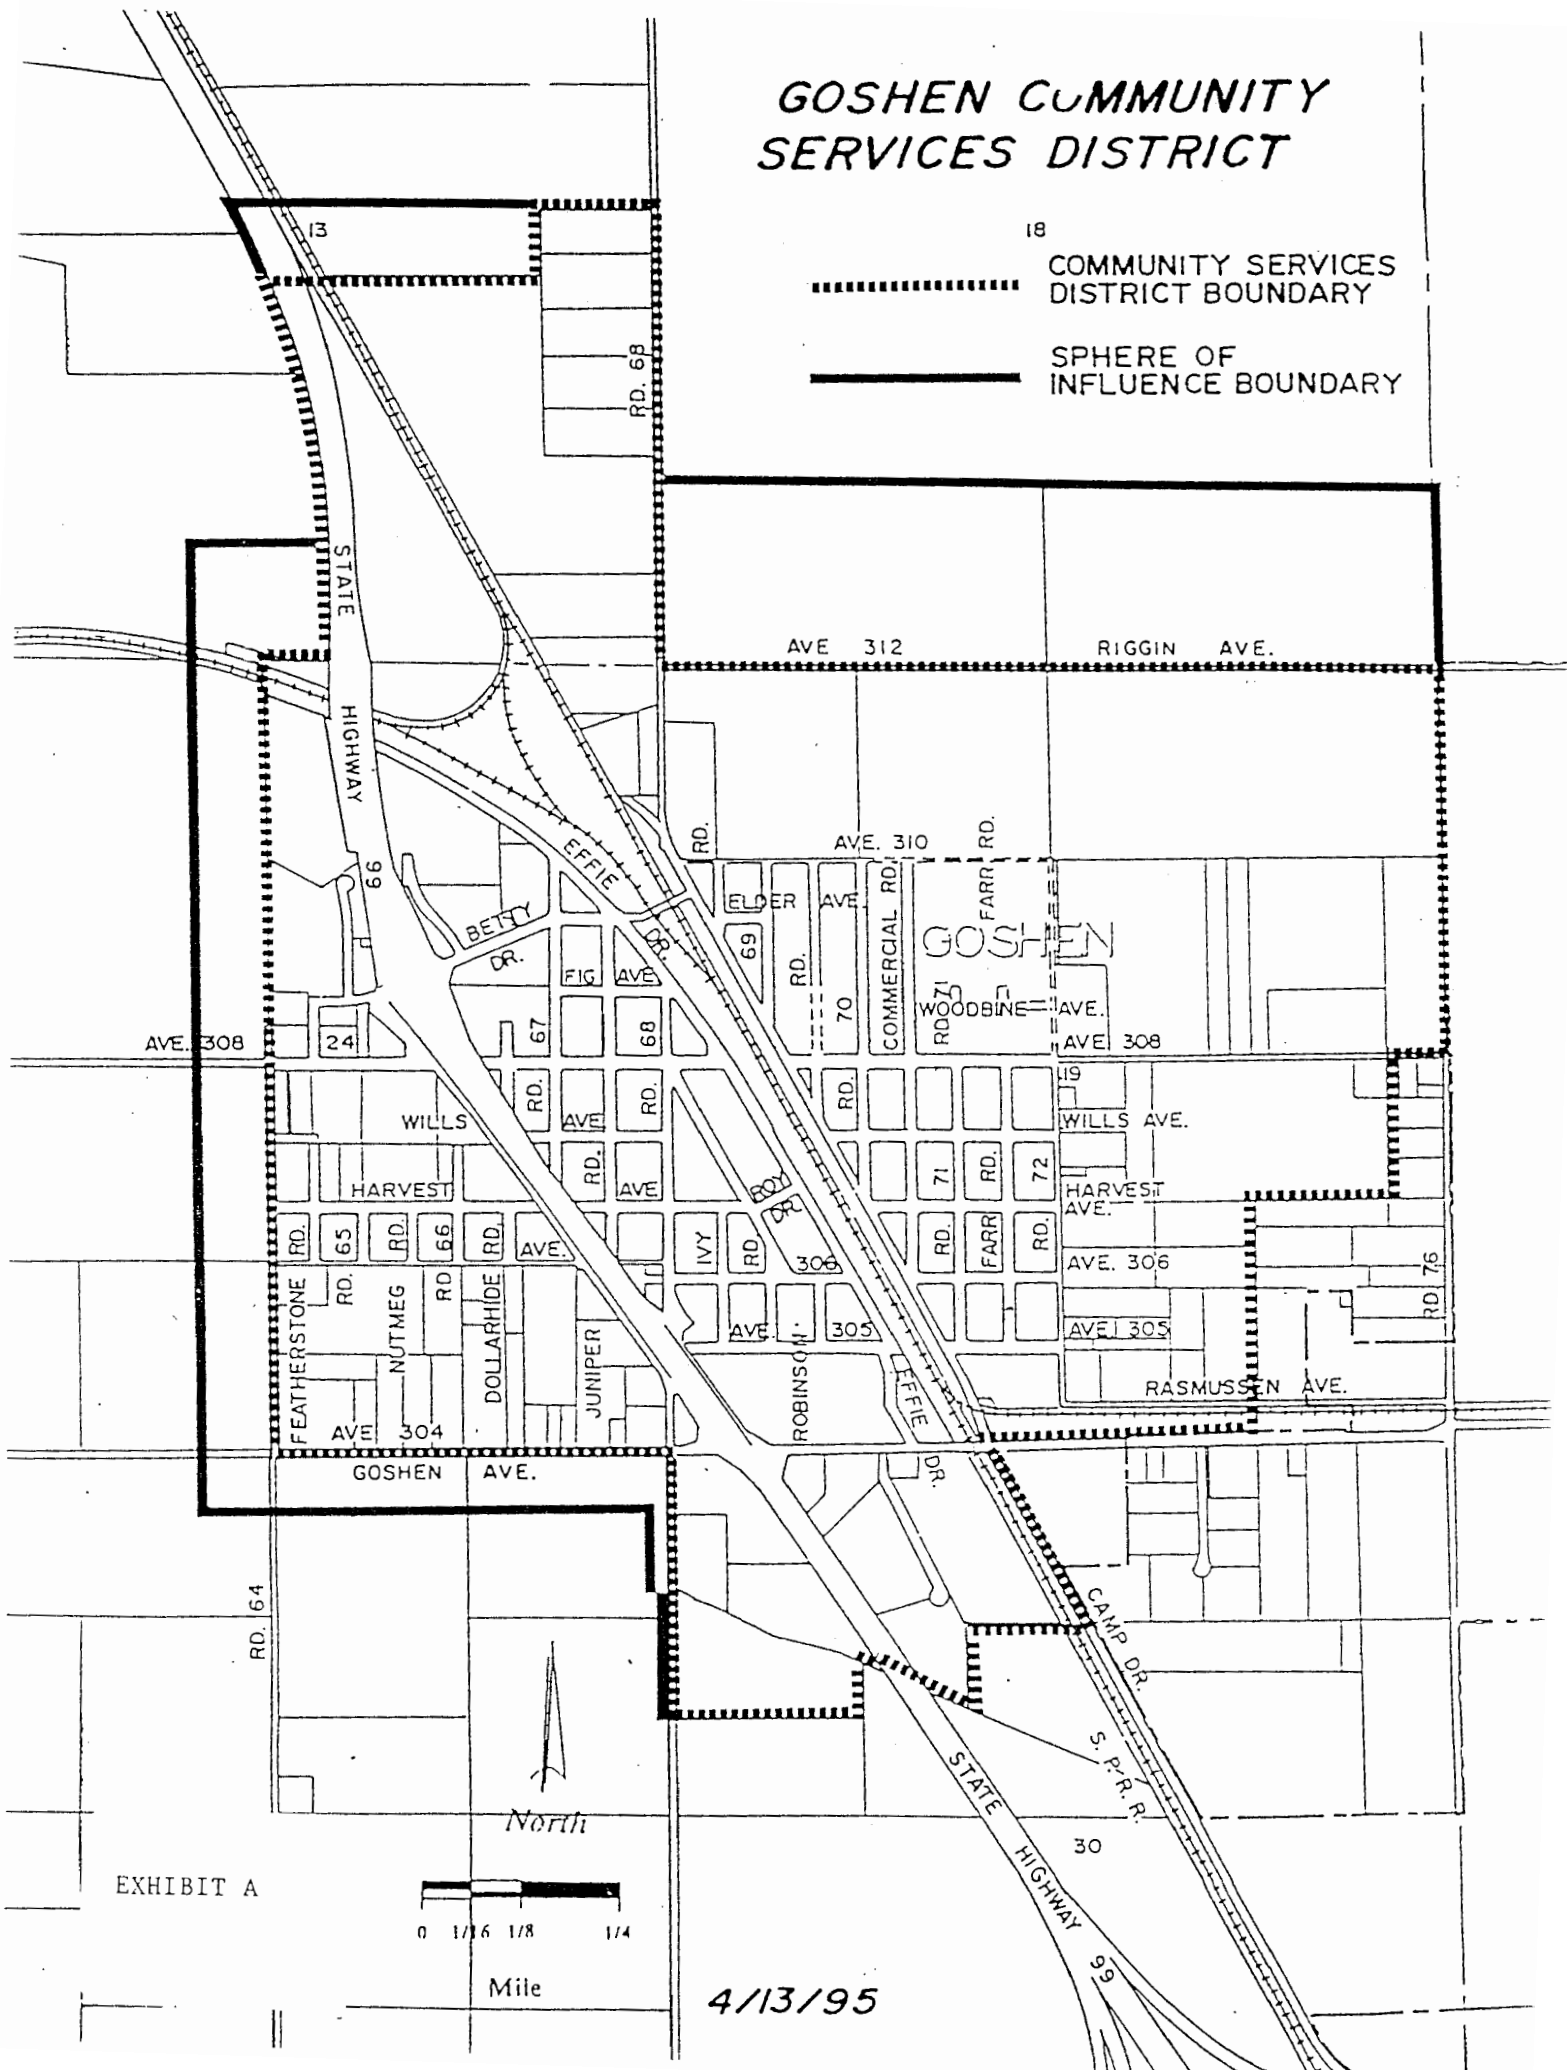 GOSHEN COMMUNITY
SERVICES DISTRICT
13
18
COMMUNITY SERVICES
DISTRICT BOUNDARY
SPHERE OF
INFLUENCE BOUNDARY
RD. 68
STATE
HIGHWAY
99
AVE 312
RIGGIN AVE.
RD.
AVE. 310
FARR RD.
EFFIE
DR.
BETTY
DR.
ELDER AVE.
69
RD.
70
COMMERCIAL RD.
GOSHEN
FIG AVE
WOODBINE AVE.
RD. 71
67
68
AVE. 308
24
AVE 308
19
RD.
RD.
RD.
WILLS AVE
WILLS AVE.
RD.
ROY
DR.
71
RD.
72
HARVEST AVE
HARVEST
AVE.
RD.
65
RD.
66
RD.
AVE.
IVY
RD.
306
RD.
FARR
RD.
AVE. 306
RD. 76
FEATHERSTONE
RD.
NUTMEG
RD
DOLLARHIDE
JUNIPER
AVE. 305
ROBINSON
EFFIE
DR.
AVE 305
RASMUSSEN AVE.
AVE 304
GOSHEN AVE.
RD. 64
CAMP DR.
S. P. R. R.
STATE
HIGHWAY
99
30
North
EXHIBIT A
0 1/16 1/8 1/4
Mile
4/13/95